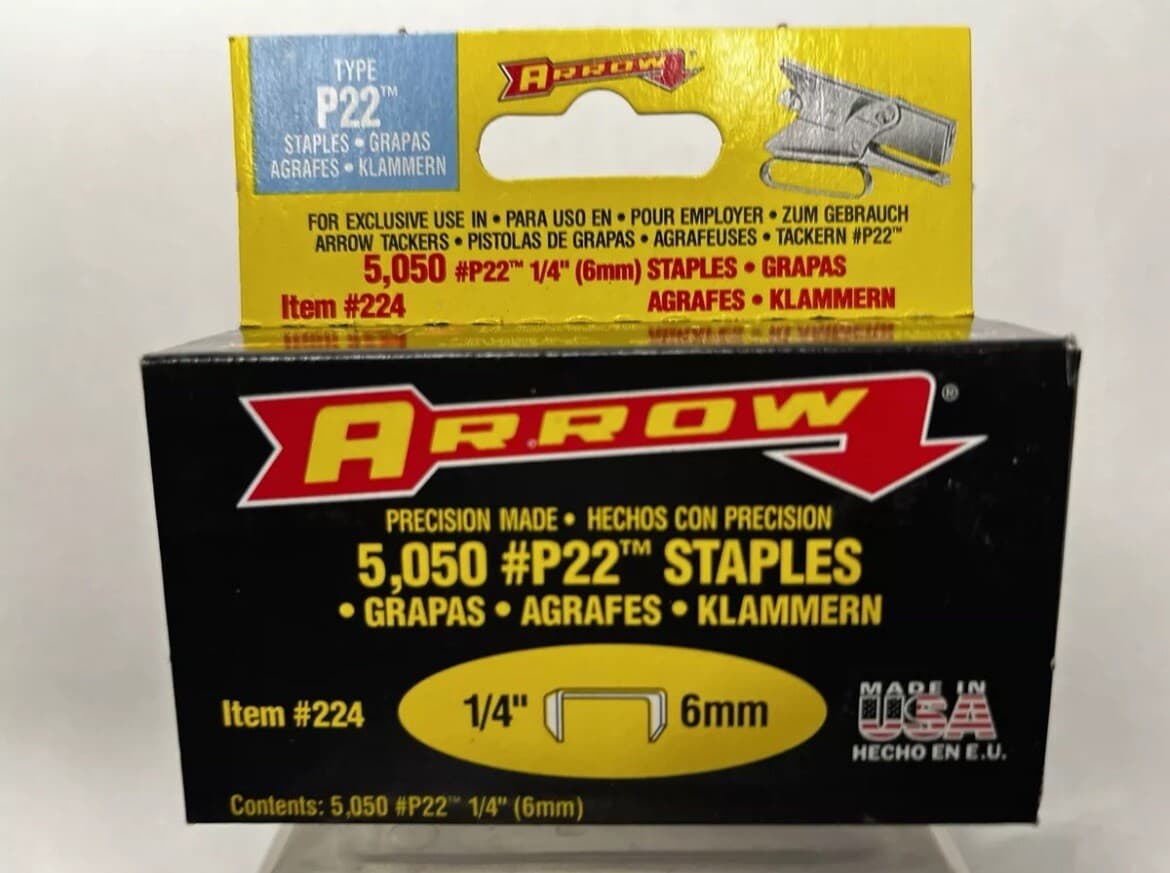 TYPE
P22™
STAPLES • GRAPAS
AGRAFES • KLAMMERN
ARROW
FOR EXCLUSIVE USE IN • PARA USO EN • POUR EMPLOYER • ZUM GEBRAUCH
ARROW TACKERS • PISTOLAS DE GRAPAS • AGRAFEUSES • TACKERN #P22™
5,050 #P22™ 1/4" (6mm) STAPLES • GRAPAS
Item #224 AGRAFES • KLAMMERN
ARROW®
PRECISION MADE • HECHOS CON PRECISION
5,050 #P22™ STAPLES
• GRAPAS • AGRAFES • KLAMMERN
Item #224
1/4" 6mm
MADE IN
USA
HECHO EN E.U.
Contents: 5,050 #P22™ 1/4" (6mm)